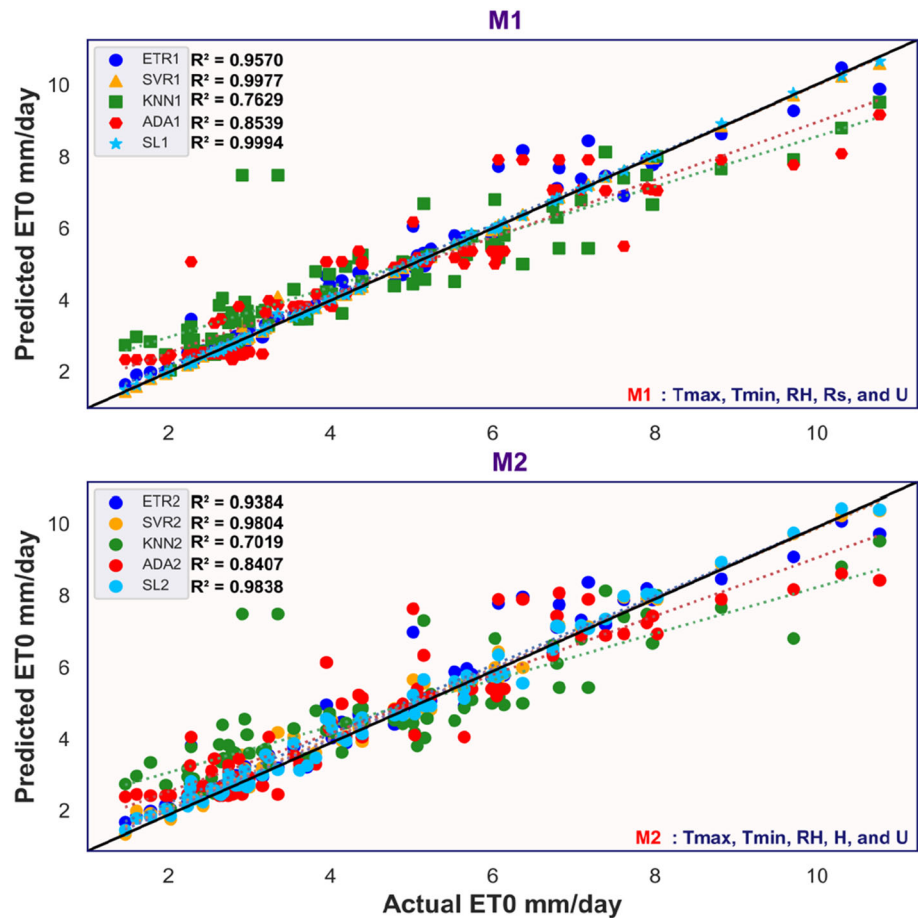 M1
ETR1 R² = 0.9570
SVR1 R² = 0.9977
KNN1 R² = 0.7629
ADA1 R² = 0.8539
SL1 R² = 0.9994
Predicted ET0 mm/day
10
8
6
4
2
M1 : Tmax, Tmin, RH, Rs, and U
2 4 6 8 10
M2
ETR2 R² = 0.9384
SVR2 R² = 0.9804
KNN2 R² = 0.7019
ADA2 R² = 0.8407
SL2 R² = 0.9838
Predicted ET0 mm/day
10
8
6
4
2
M2 : Tmax, Tmin, RH, H, and U
2 4 6 8 10
Actual ET0 mm/day